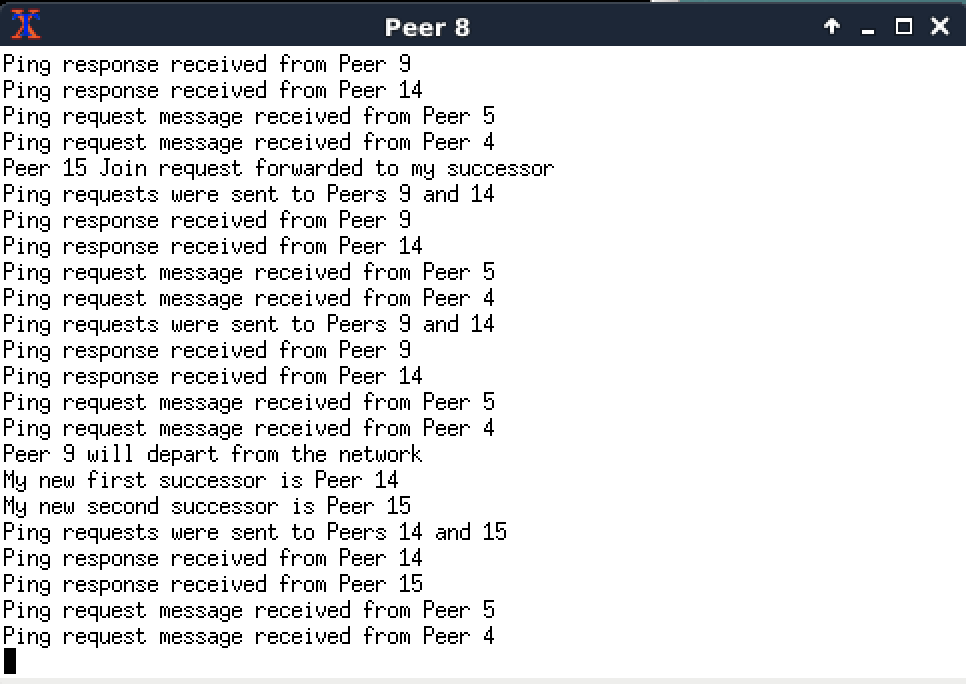 Peer 8
Ping response received from Peer 9
Ping response received from Peer 14
Ping request message received from Peer 5
Ping request message received from Peer 4
Peer 15 Join request forwarded to my successor
Ping requests were sent to Peers 9 and 14
Ping response received from Peer 9
Ping response received from Peer 14
Ping request message received from Peer 5
Ping request message received from Peer 4
Ping requests were sent to Peers 9 and 14
Ping response received from Peer 9
Ping response received from Peer 14
Ping request message received from Peer 5
Ping request message received from Peer 4
Peer 9 will depart from the network
My new first successor is Peer 14
My new second successor is Peer 15
Ping requests were sent to Peers 14 and 15
Ping response received from Peer 14
Ping response received from Peer 15
Ping request message received from Peer 5
Ping request message received from Peer 4